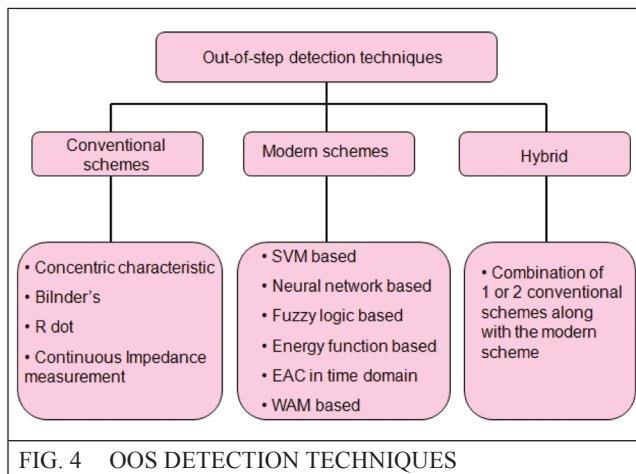 Out-of-step detection techniques
Conventional
schemes
Modern schemes
Hybrid
• Concentric characteristic
• Bilnder's
• R dot
• Continuous Impedance
measurement
• SVM based
• Neural network based
• Fuzzy logic based
• Energy function based
• EAC in time domain
• WAM based
• Combination of
1 or 2 conventional
schemes along
with the modern
scheme
FIG. 4 OOS DETECTION TECHNIQUES